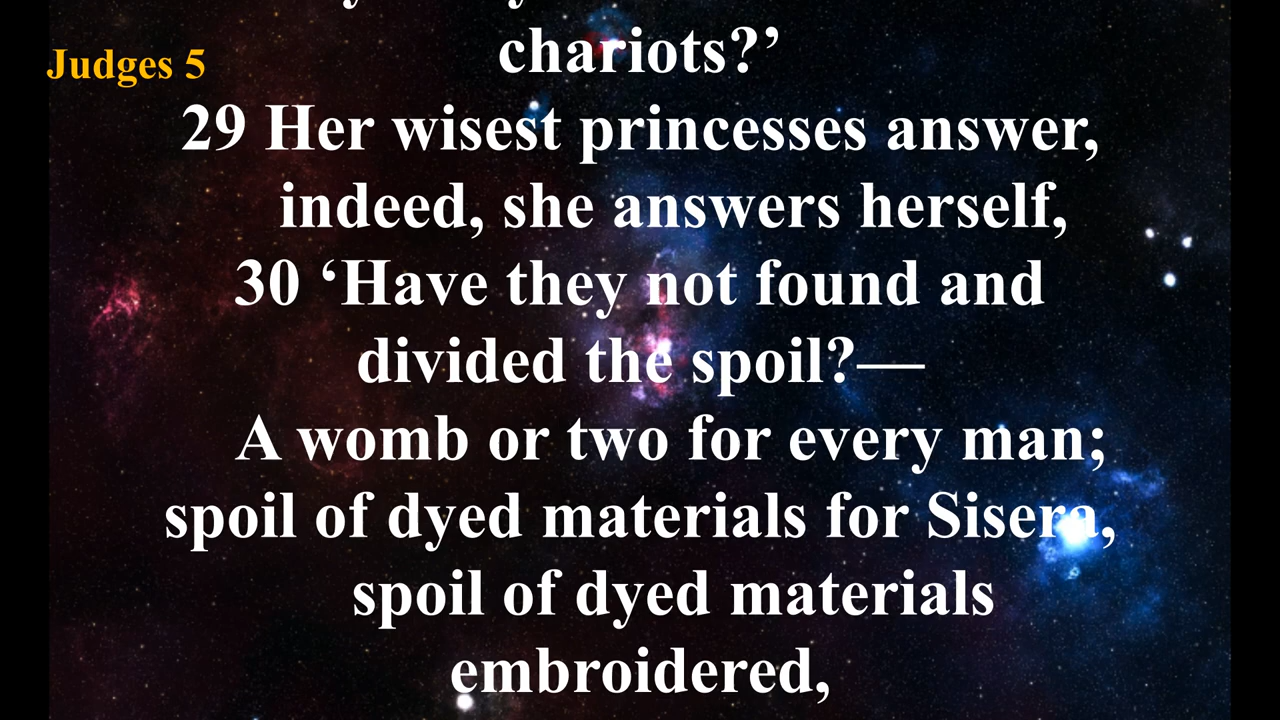 chariots?’
Judges 5
29 Her wisest princesses answer,
indeed, she answers herself,
30 ‘Have they not found and
divided the spoil?—
A womb or two for every man;
spoil of dyed materials for Sisera,
spoil of dyed materials
embroidered,